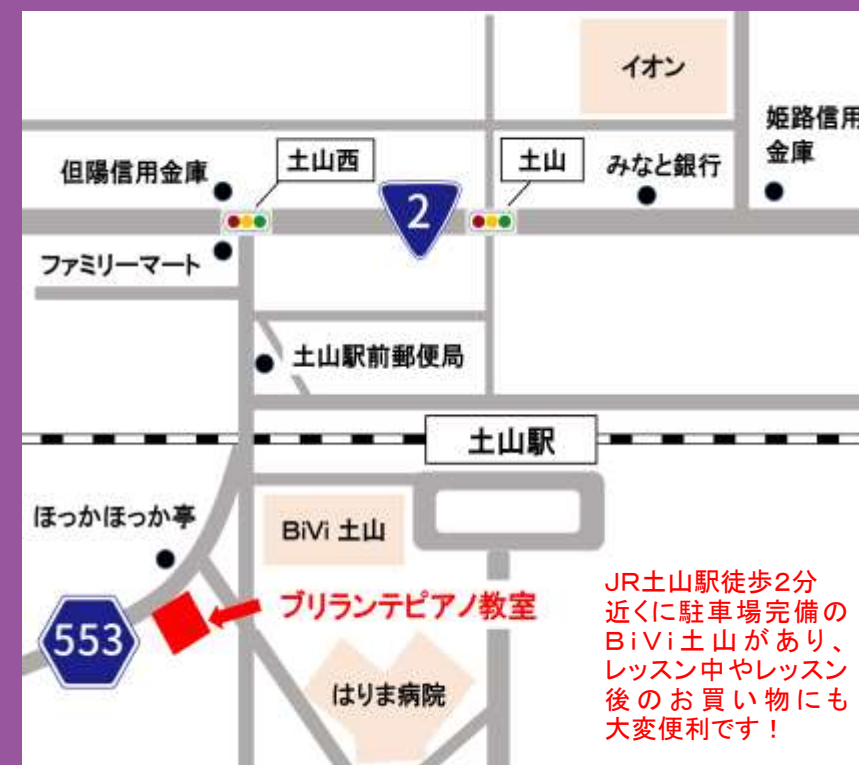 イオン
姫路信用
金庫
土山西
土山
みなと銀行
但陽信用金庫
2
ファミリーマート
土山駅前郵便局
土山駅
ほっかほっか亭
BiVi 土山
ブリランテピアノ教室
553
はりま病院
JR土山駅徒歩2分
近くに駐車場完備の
BiVi土山があり、
レッスン中やレッスン
後のお買い物にも
大変便利です！